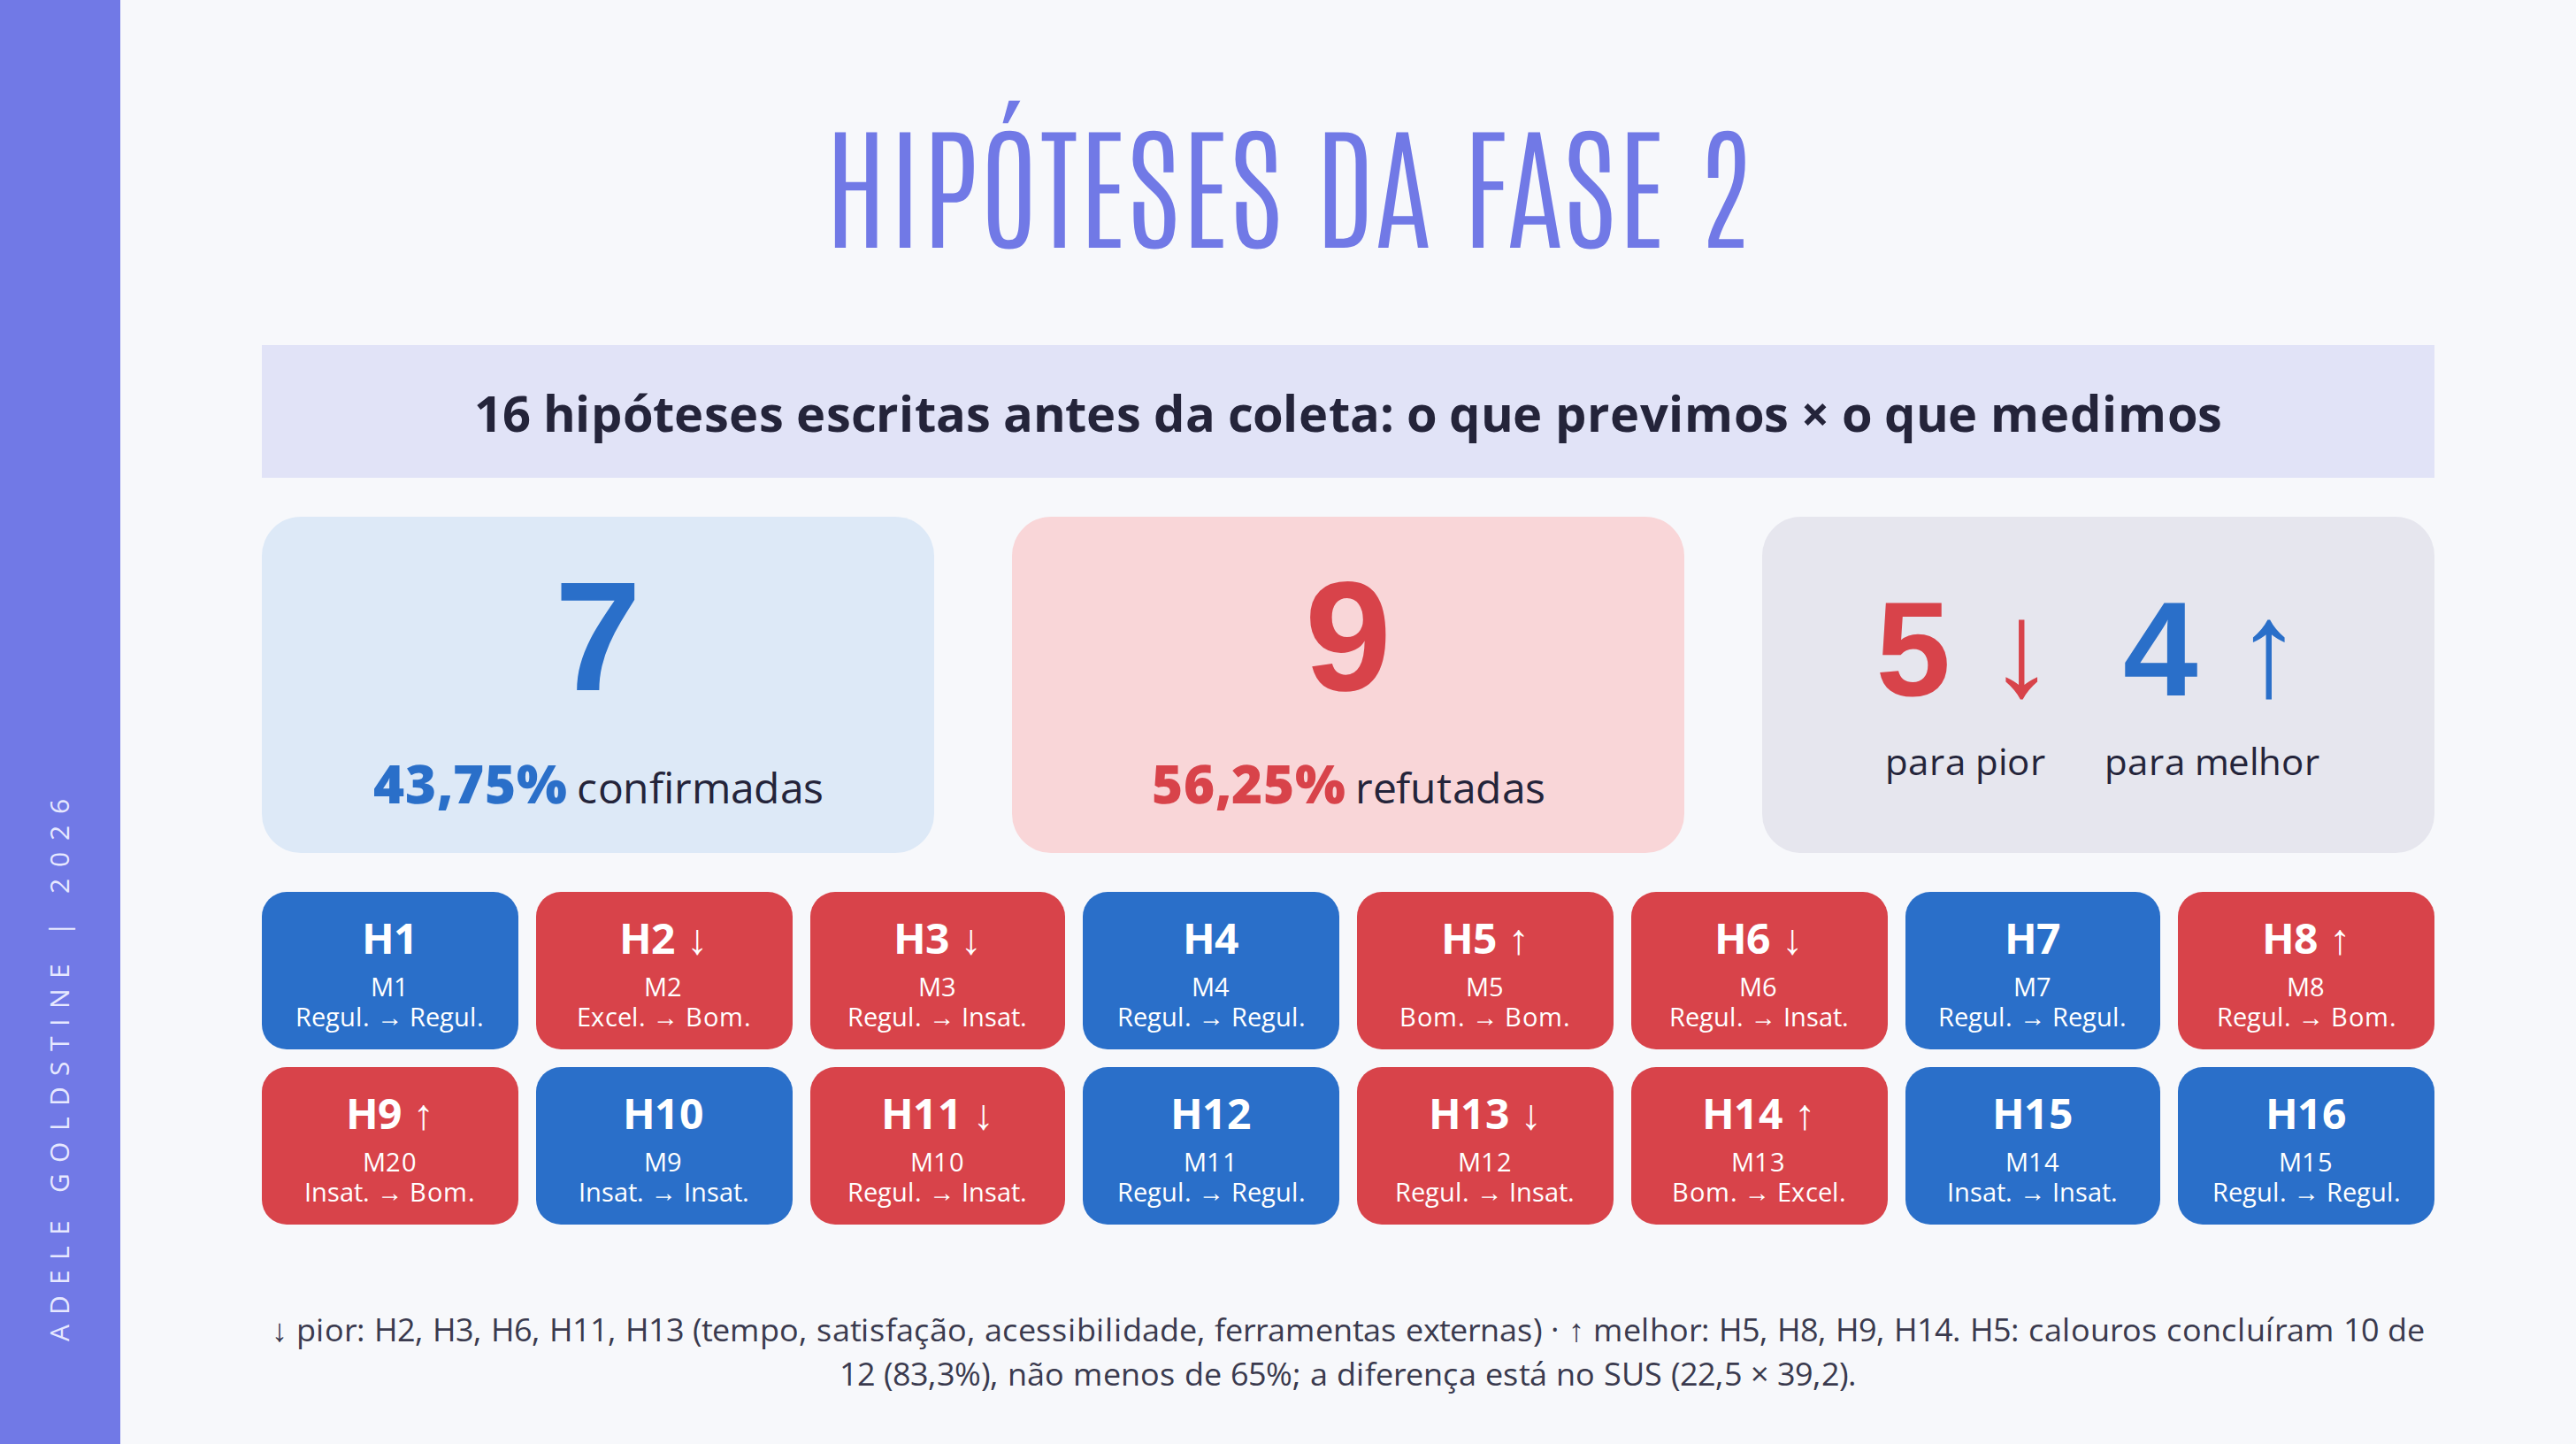 HIPÓTESES DA FASE 2
16 hipóteses escritas antes da coleta: o que previmos × o que medimos
7
43,75% confirmadas
9
56,25% refutadas
5 ↓ 4 ↑
para pior para melhor
H1
M1
Regul. → Regul.
H2 ↓
M2
Excel. → Bom.
H3 ↓
M3
Regul. → Insat.
H4
M4
Regul. → Regul.
H5 ↑
M5
Bom. → Bom.
H6 ↓
M6
Regul. → Insat.
H7
M7
Regul. → Regul.
H8 ↑
M8
Regul. → Bom.
H9 ↑
M20
Insat. → Bom.
H10
M9
Insat. → Insat.
H11 ↓
M10
Regul. → Insat.
H12
M11
Regul. → Regul.
H13 ↓
M12
Regul. → Insat.
H14 ↑
M13
Bom. → Excel.
H15
M14
Insat. → Insat.
H16
M15
Regul. → Regul.
↓ pior: H2, H3, H6, H11, H13 (tempo, satisfação, acessibilidade, ferramentas externas) · ↑ melhor: H5, H8, H9, H14. H5: calouros concluíram 10 de
12 (83,3%), não menos de 65%; a diferença está no SUS (22,5 × 39,2).
ADELE GOLDSTINE | 2026